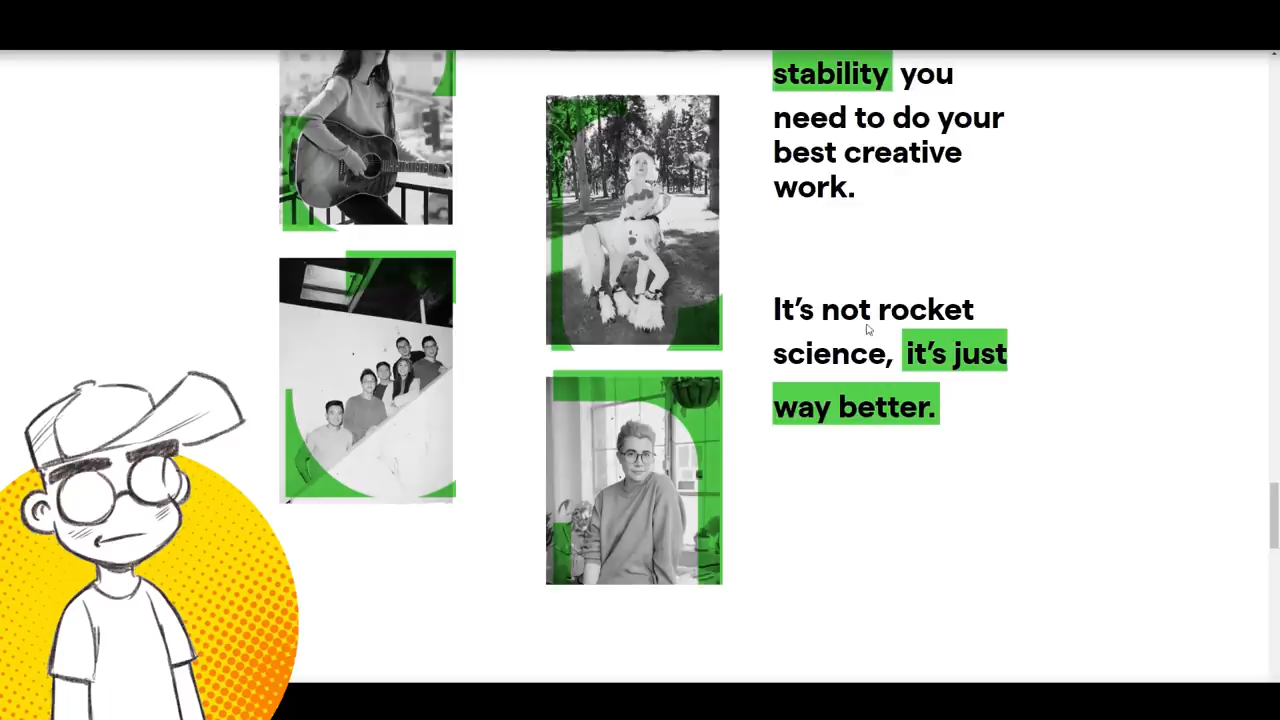 stability you
need to do your
best creative
work.
It’s not rocket
science, it’s just
way better.